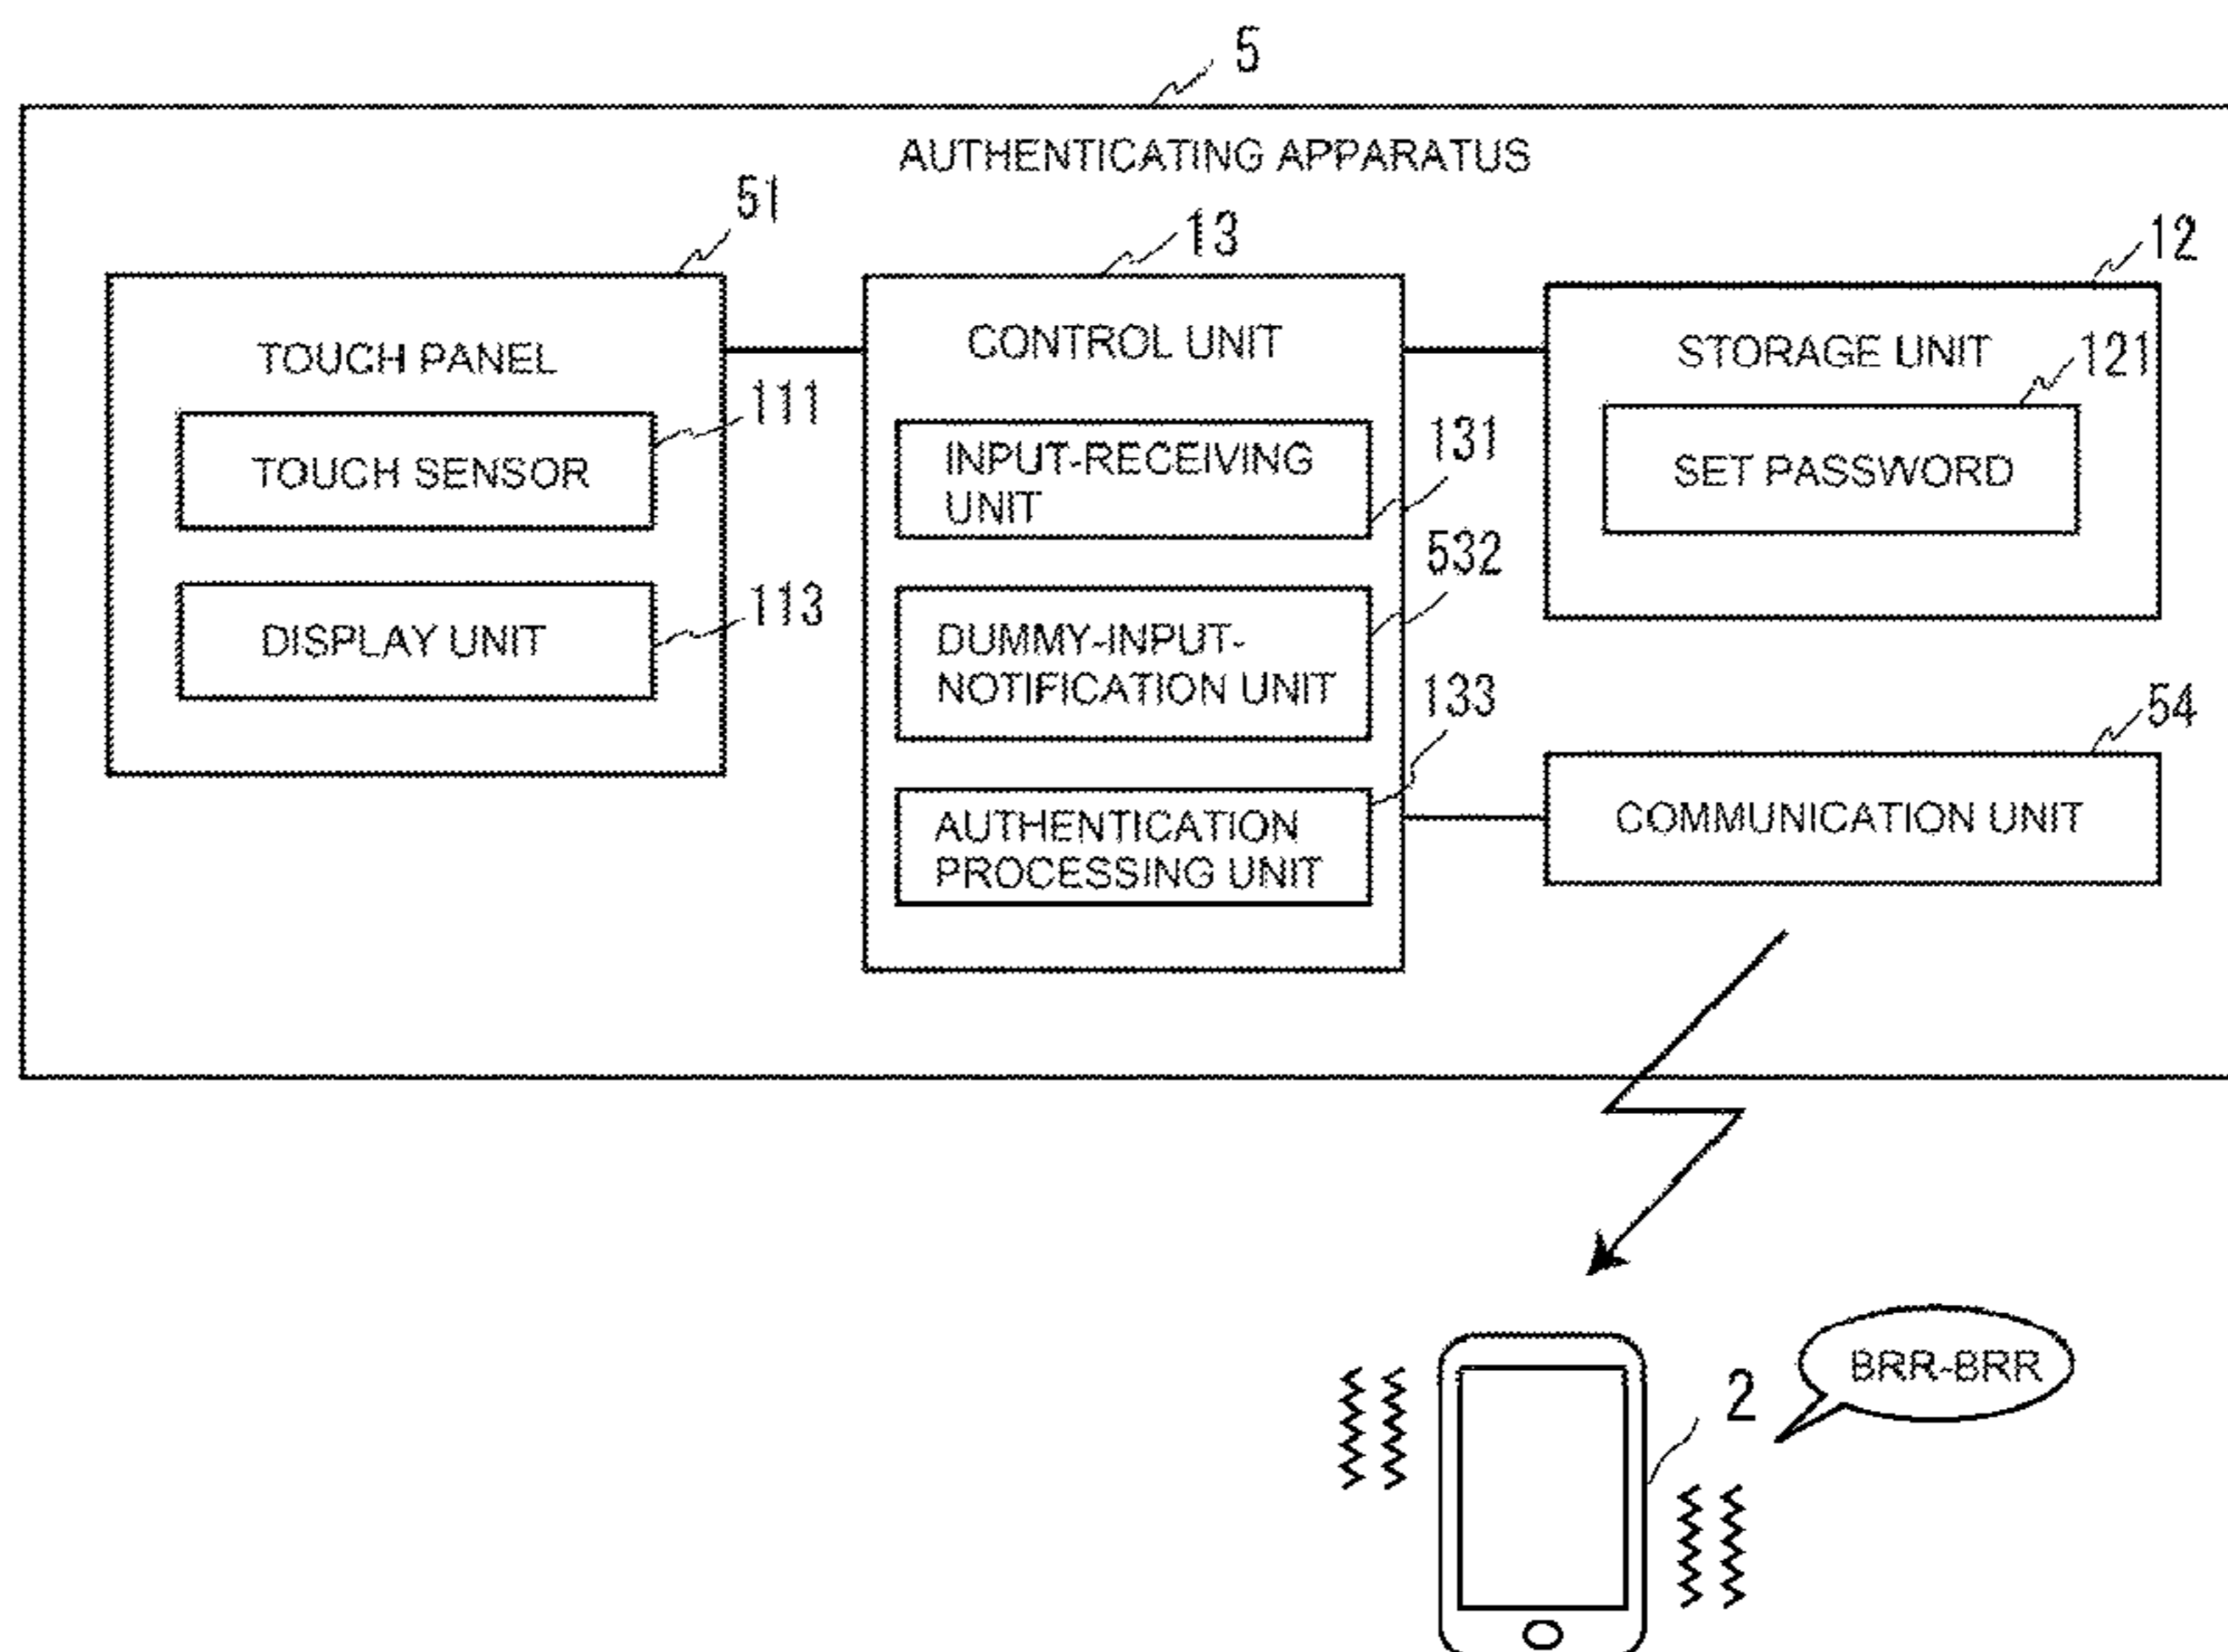 5
AUTHENTICATING APPARATUS
51
13
12
TOUCH PANEL
CONTROL UNIT
STORAGE UNIT
121
111
TOUCH SENSOR
INPUT-RECEIVING
UNIT
131
SET PASSWORD
532
113
DISPLAY UNIT
DUMMY-INPUT-
NOTIFICATION UNIT
133
54
AUTHENTICATION
PROCESSING UNIT
COMMUNICATION UNIT
2
BRR-BRR